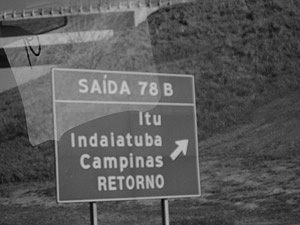 SAÍDA 78 B
Itu
Indaiatuba
Campinas
RETORNO